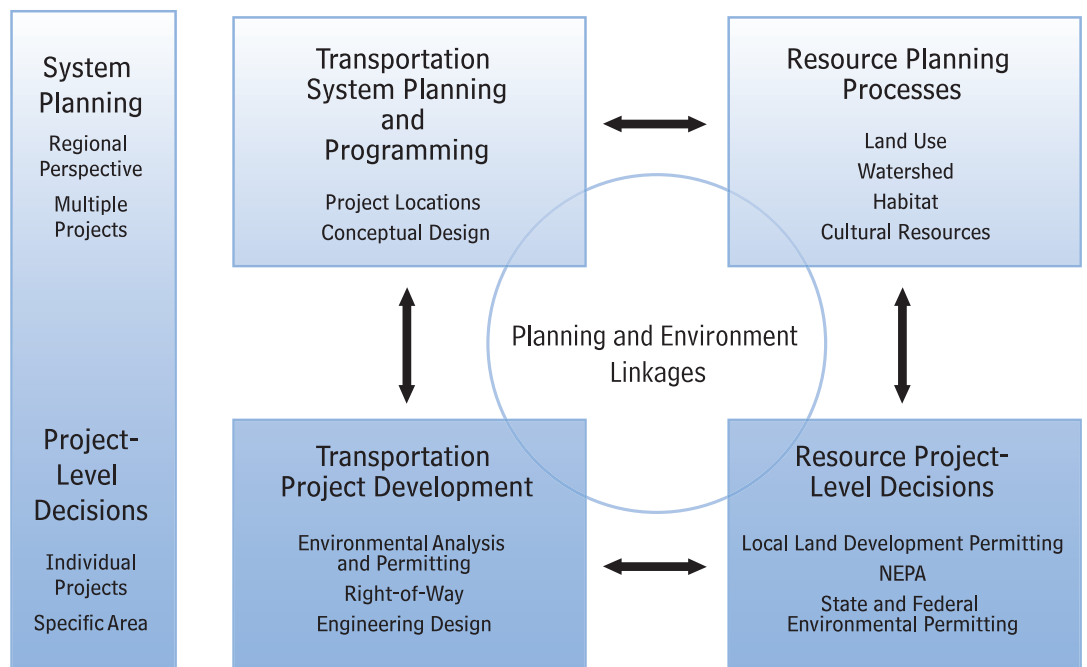 System
Planning
Regional
Perspective
Multiple
Projects
Project-
Level
Decisions
Individual
Projects
Specific Area
Transportation
System Planning
and
Programming
Project Locations
Conceptual Design
Resource Planning
Processes
Land Use
Watershed
Habitat
Cultural Resources
Planning and Environment
Linkages
Transportation
Project Development
Environmental Analysis
and Permitting
Right-of-Way
Engineering Design
Resource Project-
Level Decisions
Local Land Development Permitting
NEPA
State and Federal
Environmental Permitting